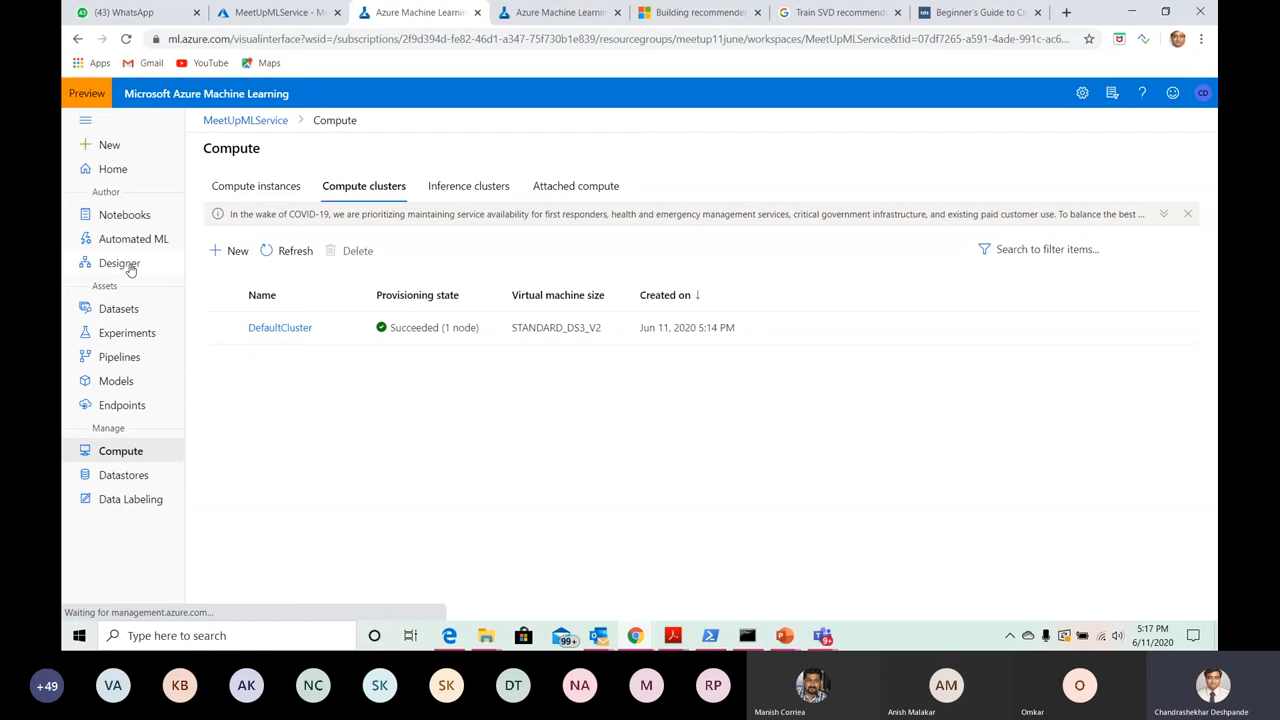 (43) WhatsApp
MeetUpMLService - M
Azure Machine Learnin
Azure Machine Learnin
Building recommender
Train SVD recommend
Beginner's Guide to Cr
ml.azure.com/visualinterface?wsid=/subscriptions/2f9d394d-fe82-46d1-a347-75f730b1e839/resourcegroups/meetup11june/workspaces/MeetUpMLService&tid=07df7265-a591-4ade-991c-ac6...
Apps
Gmail
YouTube
Maps
Preview
Microsoft Azure Machine Learning
CD
MeetUpMLService > Compute
New
Home
Author
Notebooks
Automated ML
Designer
Assets
Datasets
Experiments
Pipelines
Models
Endpoints
Manage
Compute
Datastores
Data Labeling
Compute
Compute instances
Compute clusters
Inference clusters
Attached compute
In the wake of COVID-19, we are prioritizing maintaining service availability for first responders, health and emergency management services, critical government infrastructure, and existing paid customer use. To balance the best ...
New
Refresh
Delete
Search to filter items...
Name Provisioning state Virtual machine size Created on ↓
DefaultCluster Succeeded (1 node) STANDARD_DS3_V2 Jun 11, 2020 5:14 PM
Waiting for management.azure.com...
Type here to search
99+
9+
5:17 PM
6/11/2020
+49
VA
KB
AK
NC
SK
SK
DT
NA
M
RP
AM
O
Manish Corriea
Anish Malakar
Omkar
Chandrashekhar Deshpande